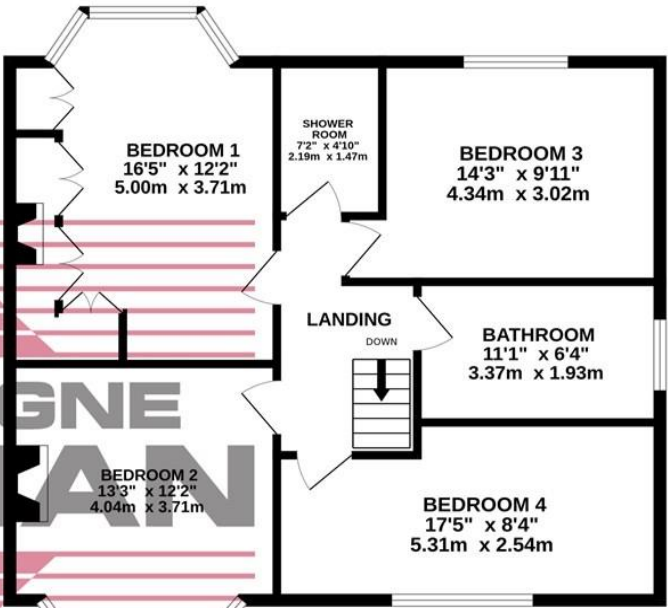 BEDROOM 1
16'5" x 12'2"
5.00m x 3.71m
SHOWER
ROOM
7'2" x 4'10"
2.19m x 1.47m
BEDROOM 3
14'3" x 9'11"
4.34m x 3.02m
LANDING
DOWN
BATHROOM
11'1" x 6'4"
3.37m x 1.93m
GNE
AN
BEDROOM 2
13'3" x 12'2"
4.04m x 3.71m
BEDROOM 4
17'5" x 8'4"
5.31m x 2.54m